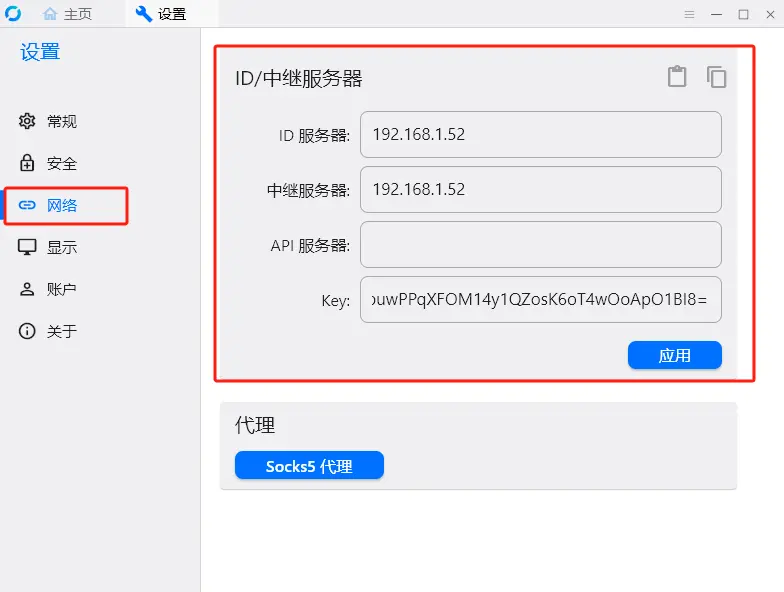 主页
设置
设置
常规
安全
网络
显示
账户
关于
ID/中继服务器
ID 服务器: 192.168.1.52
中继服务器: 192.168.1.52
API 服务器:
Key: ouwPPqXFOM14y1QZosK6oT4wOoApO1BI8=
应用
代理
Socks5 代理